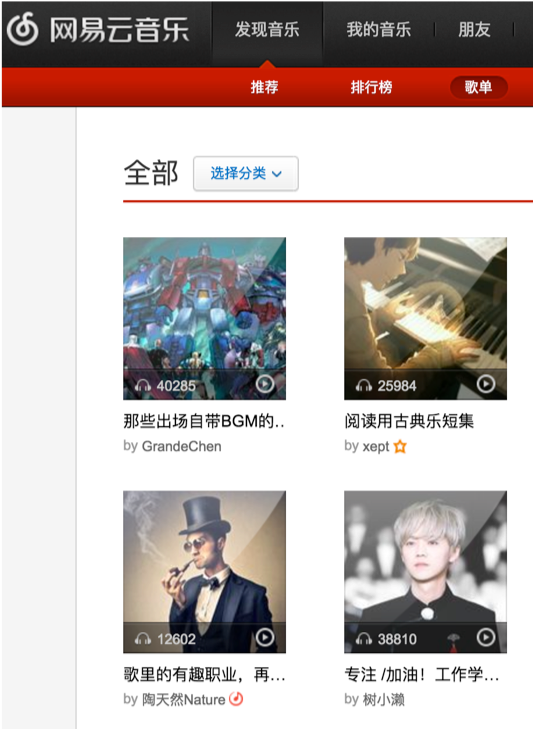 网易云音乐 发现音乐 我的音乐 朋友
推荐 排行榜 歌单
全部 选择分类
40285 25984
那些出场自带BGM的.. 阅读用古典乐短集
by GrandeChen by xept
12602 38810
歌里的有趣职业，再... 专注 /加油！工作学...
by 陶天然Nature by 树小濑